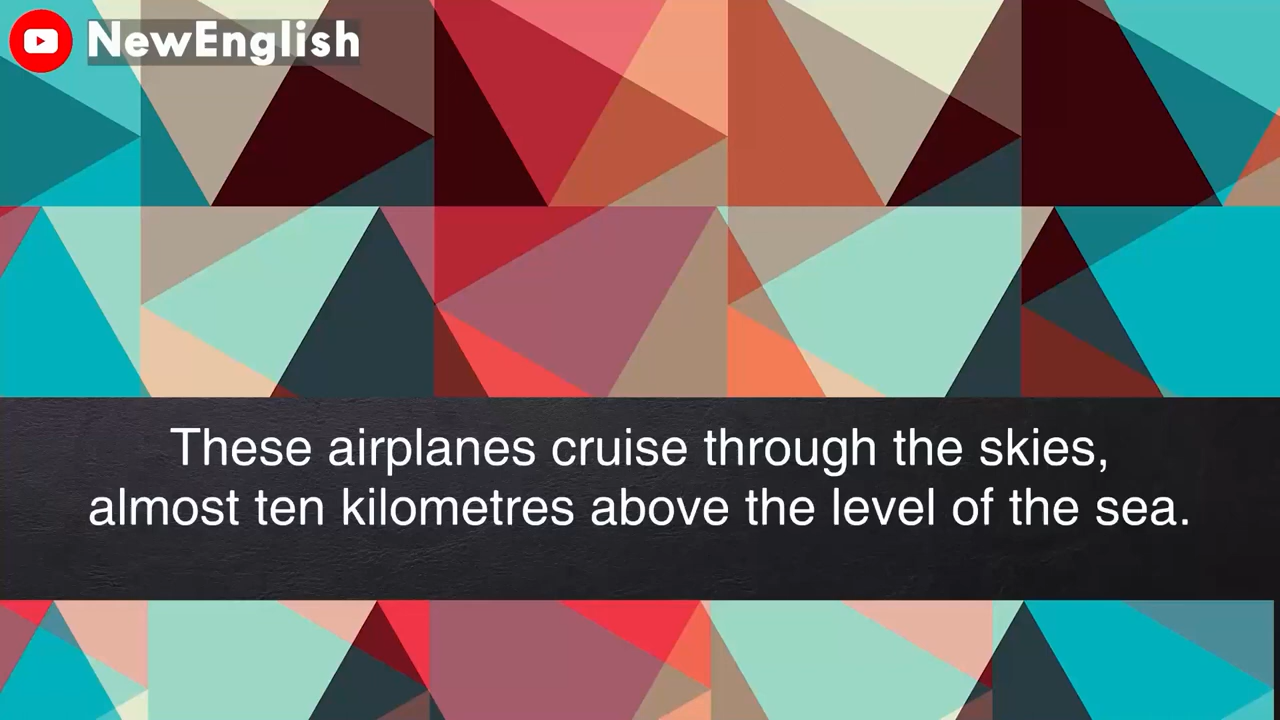 NewEnglish
These airplanes cruise through the skies,
almost ten kilometres above the level of the sea.